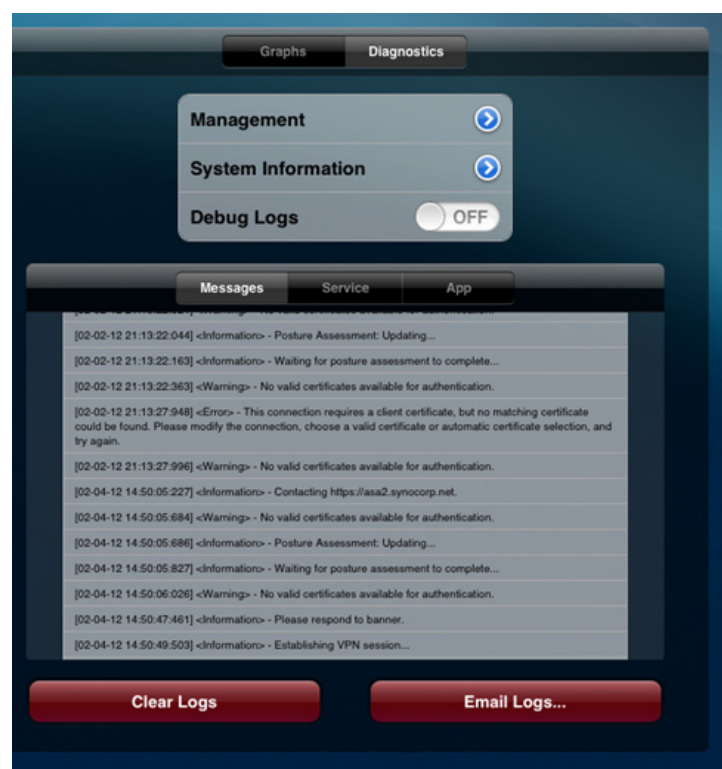 Graphs Diagnostics
Management
System Information
Debug Logs OFF
Messages Service App
[02-02-12 21:13:22:044] <Information> - Posture Assessment: Updating...
[02-02-12 21:13:22:163] <Information> - Waiting for posture assessment to complete...
[02-02-12 21:13:22:363] <Warning> - No valid certificates available for authentication.
[02-02-12 21:13:27:948] <Error> - This connection requires a client certificate, but no matching certificate
could be found. Please modify the connection, choose a valid certificate or automatic certificate selection, and
try again.
[02-02-12 21:13:27:996] <Warning> - No valid certificates available for authentication.
[02-04-12 14:50:05:227] <Information> - Contacting https://asa2.synocorp.net.
[02-04-12 14:50:05:684] <Warning> - No valid certificates available for authentication.
[02-04-12 14:50:05:686] <Information> - Posture Assessment: Updating...
[02-04-12 14:50:05:827] <Information> - Waiting for posture assessment to complete...
[02-04-12 14:50:06:026] <Warning> - No valid certificates available for authentication.
[02-04-12 14:50:47:461] <Information> - Please respond to banner.
[02-04-12 14:50:49:503] <Information> - Establishing VPN session...
Clear Logs Email Logs...